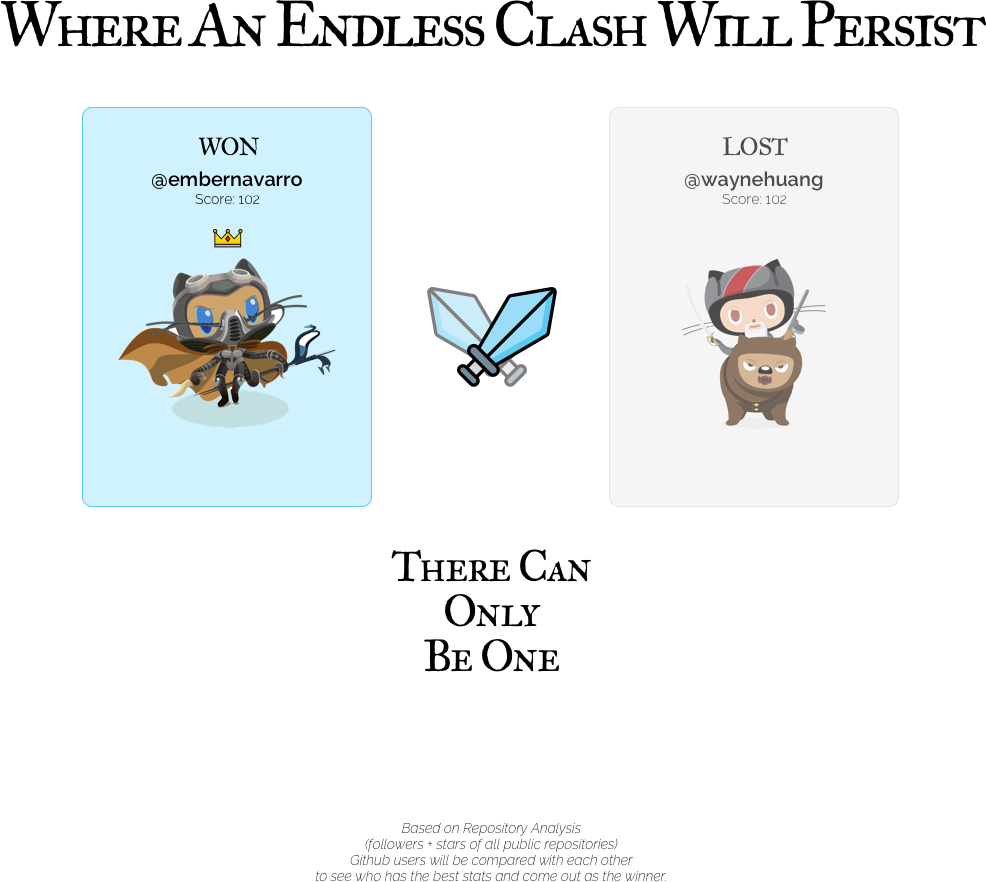 Where An Endless Clash Will Persist
WON
@embernavarro
Score: 102
LOST
@waynehuang
Score: 102
There Can
Only
Be One
Based on Repository Analysis
(followers + stars of all public repositories)
Github users will be compared with each other
to see who has the best stats and come out as the winner.